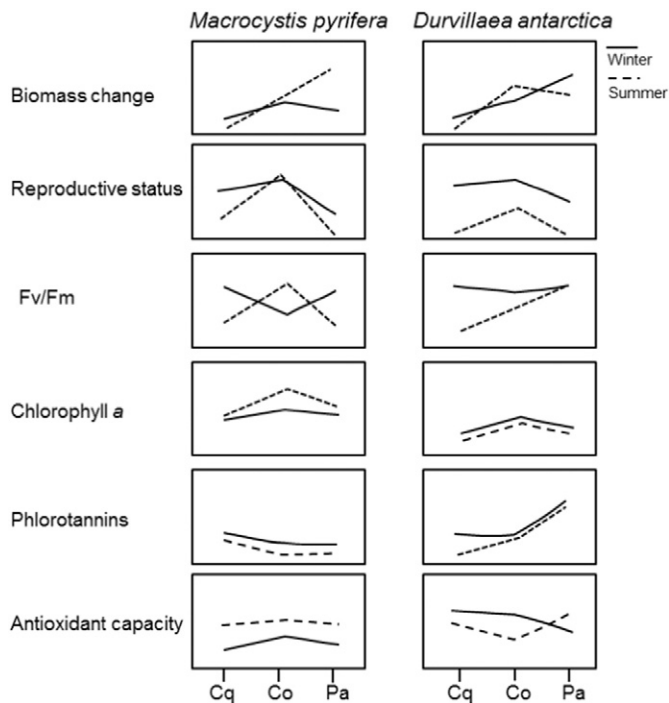 Macrocystis pyrifera
Durvillaea antarctica
Winter
Summer
Biomass change
Reproductive status
Fv/Fm
Chlorophyll a
Phlorotannins
Antioxidant capacity
Cq Co Pa
Cq Co Pa